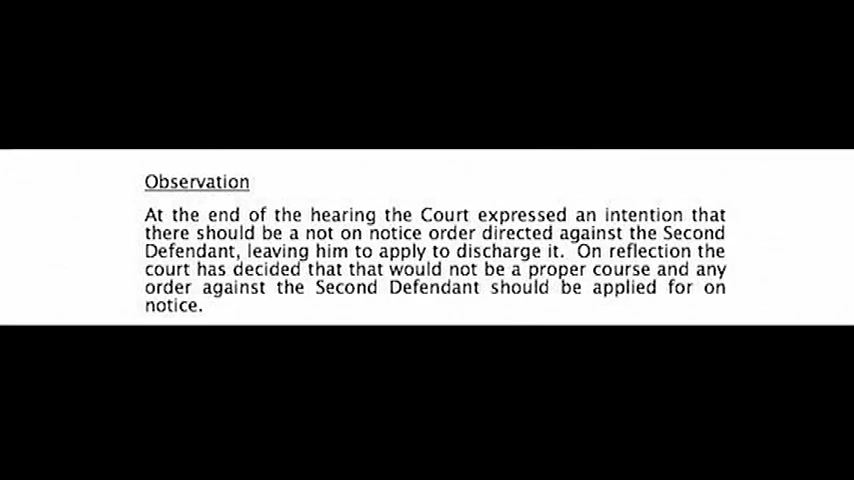 Observation
At the end of the hearing the Court expressed an intention that
there should be a not on notice order directed against the Second
Defendant, leaving him to apply to discharge it. On reflection the
court has decided that that would not be a proper course and any
order against the Second Defendant should be applied for on
notice.